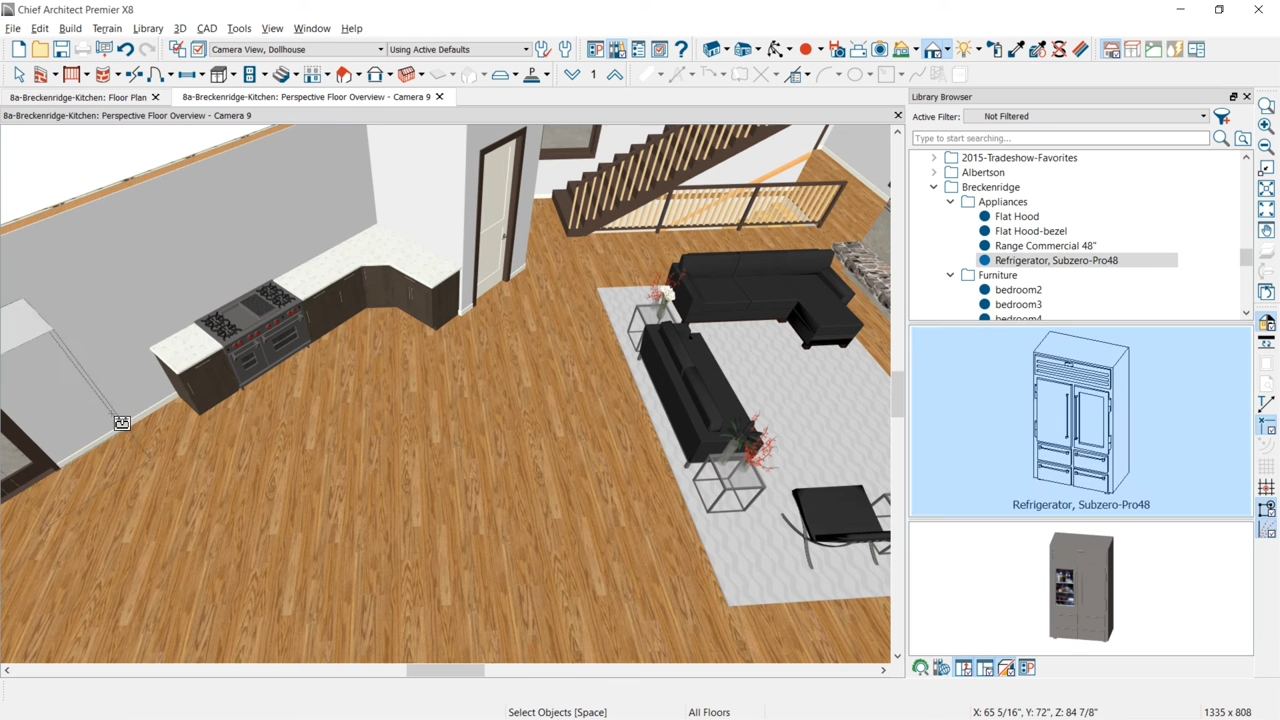 Chief Architect Premier X8
File Edit Build Terrain Library 3D CAD Tools View Window Help
Camera View, Dollhouse Using Active Defaults
1
8a-Breckenridge-Kitchen: Floor Plan 8a-Breckenridge-Kitchen: Perspective Floor Overview - Camera 9
8a-Breckenridge-Kitchen: Perspective Floor Overview - Camera 9
Library Browser
Active Filter: Not Filtered
Type to start searching...
2015-Tradeshow-Favorites
Albertson
Breckenridge
Appliances
Flat Hood
Flat Hood-bezel
Range Commercial 48"
Refrigerator, Subzero-Pro48
Furniture
bedroom2
bedroom3
bedroom4
Refrigerator, Subzero-Pro48
Select Objects [Space] All Floors X: 65 5/16", Y: 72", Z: 84 7/8" 1335 x 808